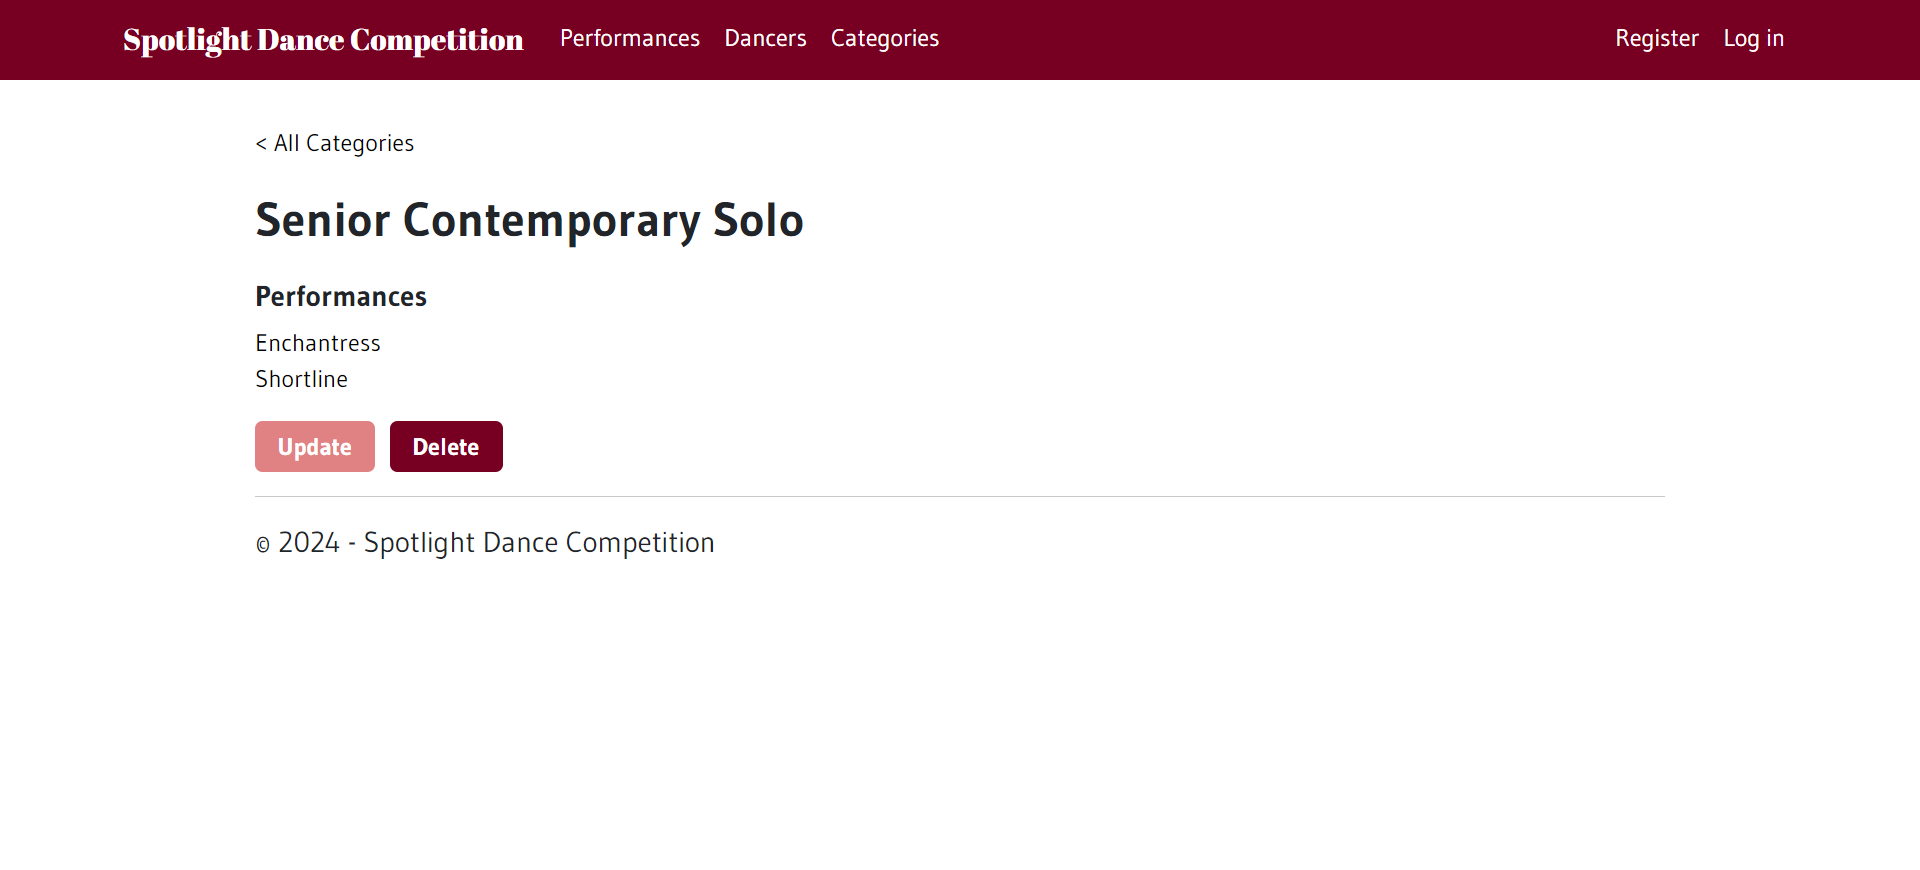 Spotlight Dance Competition Performances Dancers Categories Register Log in
< All Categories
Senior Contemporary Solo
Performances
Enchantress
Shortline
Update Delete
© 2024 - Spotlight Dance Competition